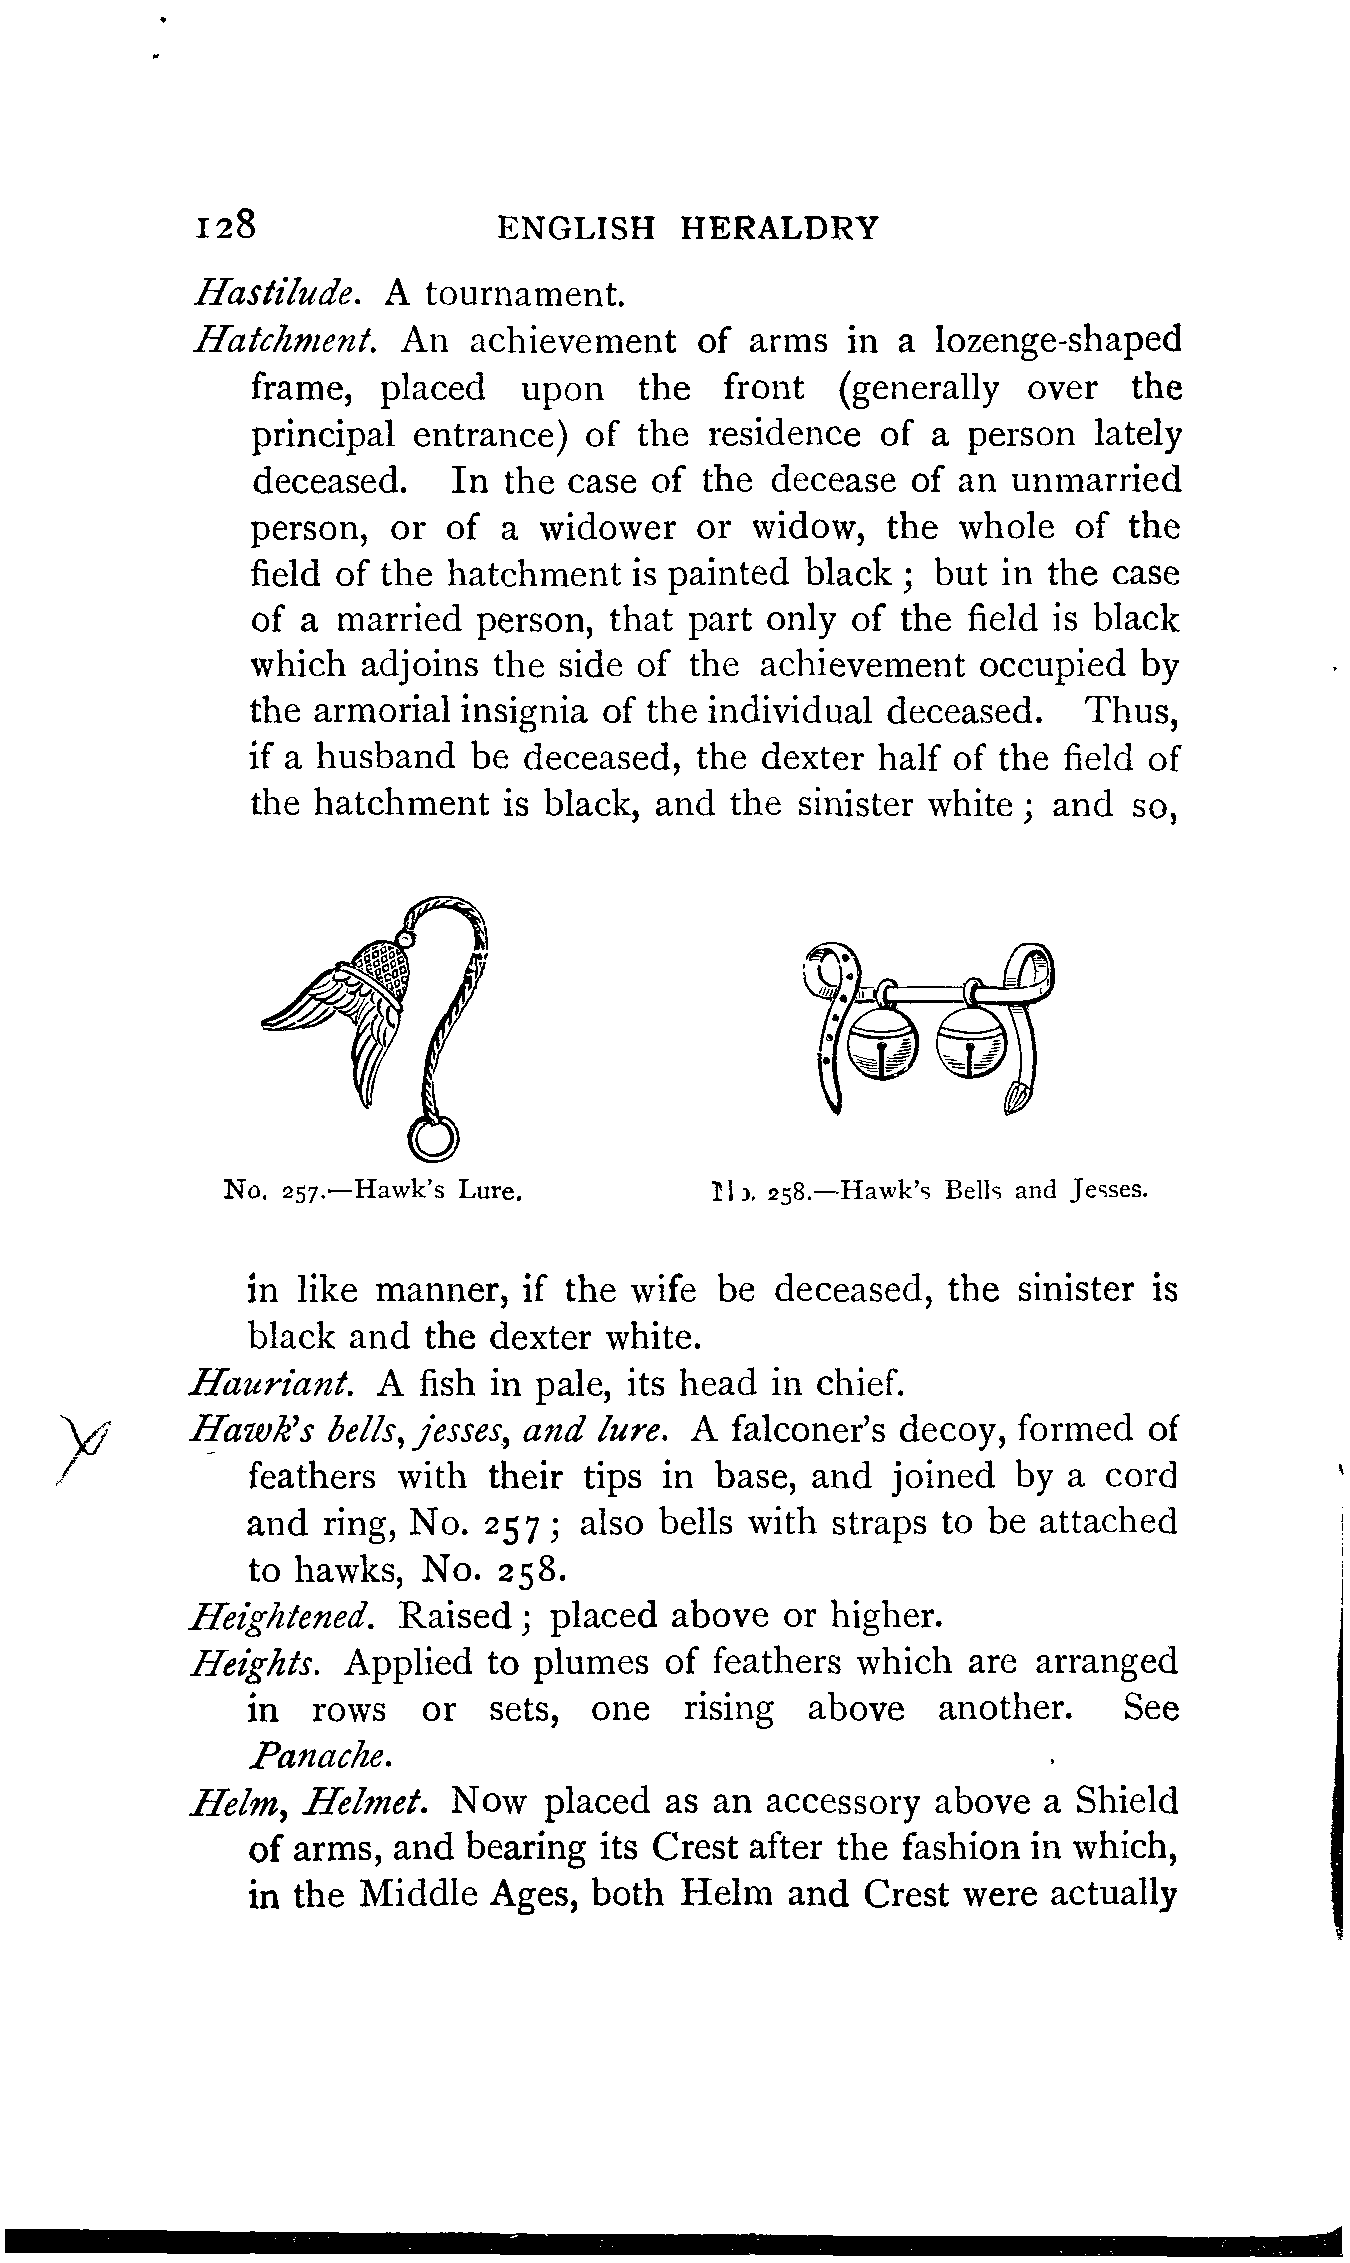 128 ENGLISH HERALDRY
Hastilude. A tournament.
Hatchment. An achievement of arms in a lozenge-shaped
frame, placed upon the front (generally over the
principal entrance) of the residence of a person lately
deceased. In the case of the decease of an unmarried
person, or of a widower or widow, the whole of the
field of the hatchment is painted black ; but in the case
of a married person, that part only of the field is black
which adjoins the side of the achievement occupied by
the armorial insignia of the individual deceased. Thus,
if a husband be deceased, the dexter half of the field of
the hatchment is black, and the sinister white ; and so,
No. 257.—Hawk's Lure.
No. 258.—Hawk's Bells and Jesses.
in like manner, if the wife be deceased, the sinister is
black and the dexter white.
Hauriant. A fish in pale, its head in chief.
Hawk's bells, jesses, and lure. A falconer's decoy, formed of
feathers with their tips in base, and joined by a cord
and ring, No. 257 ; also bells with straps to be attached
to hawks, No. 258.
Heightened. Raised ; placed above or higher.
Heights. Applied to plumes of feathers which are arranged
in rows or sets, one rising above another. See
Panache.
Helm, Helmet. Now placed as an accessory above a Shield
of arms, and bearing its Crest after the fashion in which,
in the Middle Ages, both Helm and Crest were actually